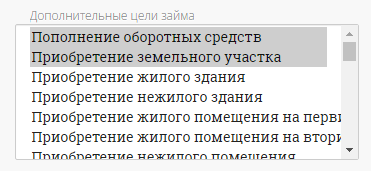 Дополнительные цели займа
Пополнение оборотных средств
Приобретение земельного участка
Приобретение жилого здания
Приобретение нежилого здания
Приобретение жилого помещения на перви
Приобретение жилого помещения на втори
Приобретение нежилого помещения